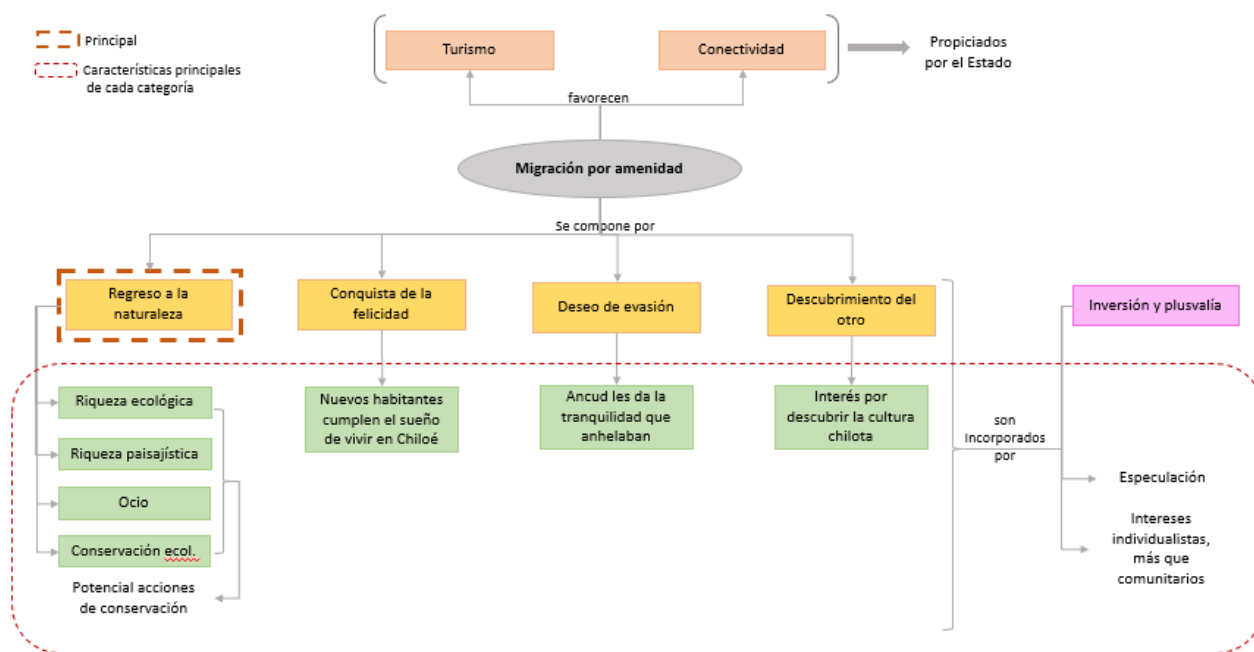 Principal
Características principales
de cada categoría
Turismo
Conectividad
Propiciados
por el Estado
favorecen
Migración por amenidad
Se compone por
Regreso a la
naturaleza
Conquista de la
felicidad
Deseo de evasión
Descubrimiento del
otro
Inversión y plusvalía
Riqueza ecológica
Riqueza paisajística
Ocio
Conservación ecol.
Potencial acciones
de conservación
Nuevos habitantes
cumplen el sueño
de vivir en Chiloé
Ancud les da la
tranquilidad que
anhelaban
Interés por
descubrir la cultura
chilota
son
incorporados
por
Especulación
Intereses
individualistas,
más que
comunitarios